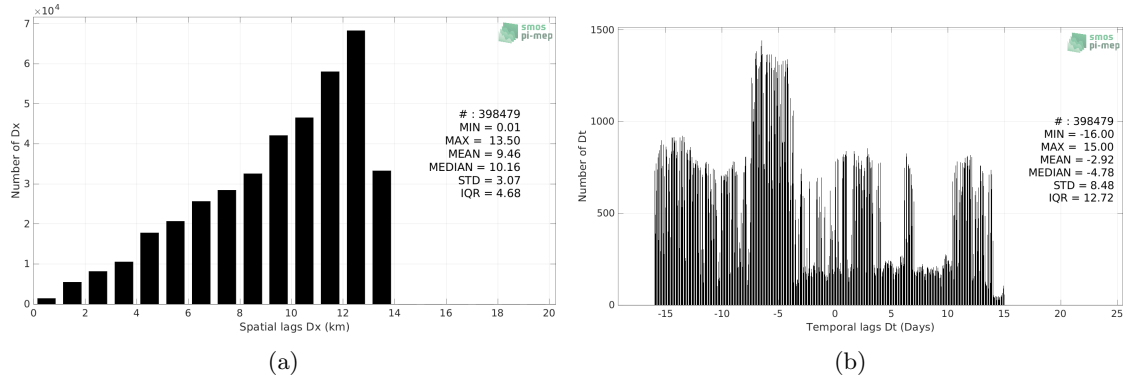 ×10⁴
7
6
5
4
3
2
1
0
Number of Dx
0 2 4 6 8 10 12 14 16 18 20
Spatial lags Dx (km)
smos
pi-mep
# : 398479
MIN = 0.01
MAX = 13.50
MEAN = 9.46
MEDIAN = 10.16
STD = 3.07
IQR = 4.68
(a)
1500
1000
500
0
Number of Dt
-15 -10 -5 0 5 10 15 20 25
Temporal lags Dt (Days)
smos
pi-mep
# : 398479
MIN = -16.00
MAX = 15.00
MEAN = -2.92
MEDIAN = -4.78
STD = 8.48
IQR = 12.72
(b)